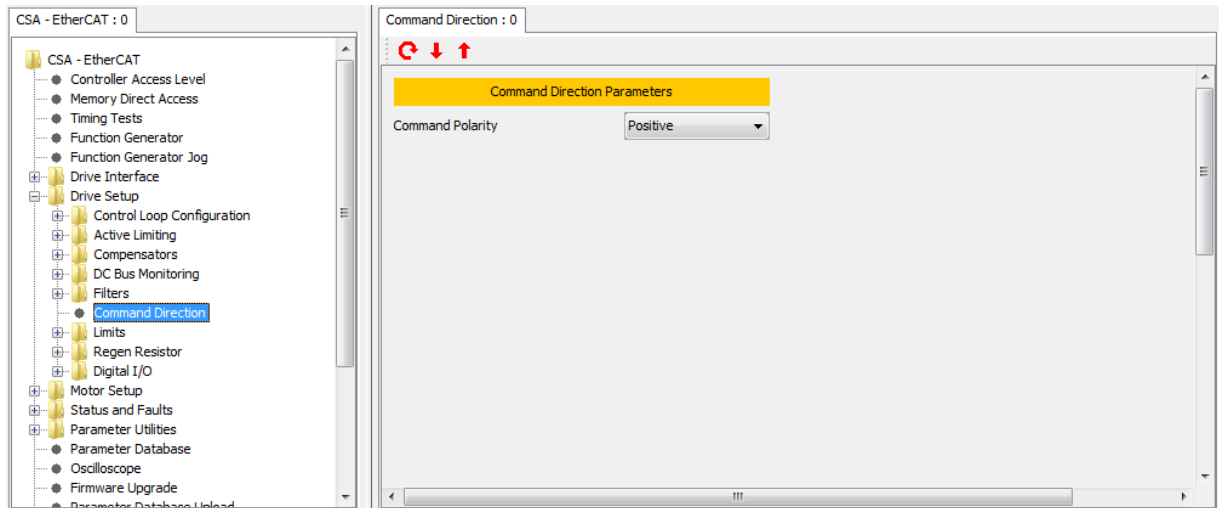 CSA - EtherCAT : 0
CSA - EtherCAT
Controller Access Level
Memory Direct Access
Timing Tests
Function Generator
Function Generator Jog
Drive Interface
Drive Setup
Control Loop Configuration
Active Limiting
Compensators
DC Bus Monitoring
Filters
Command Direction
Limits
Regen Resistor
Digital I/O
Motor Setup
Status and Faults
Parameter Utilities
Parameter Database
Oscilloscope
Firmware Upgrade
Parameter Database Upload
Command Direction : 0
Command Direction Parameters
Command Polarity
Positive